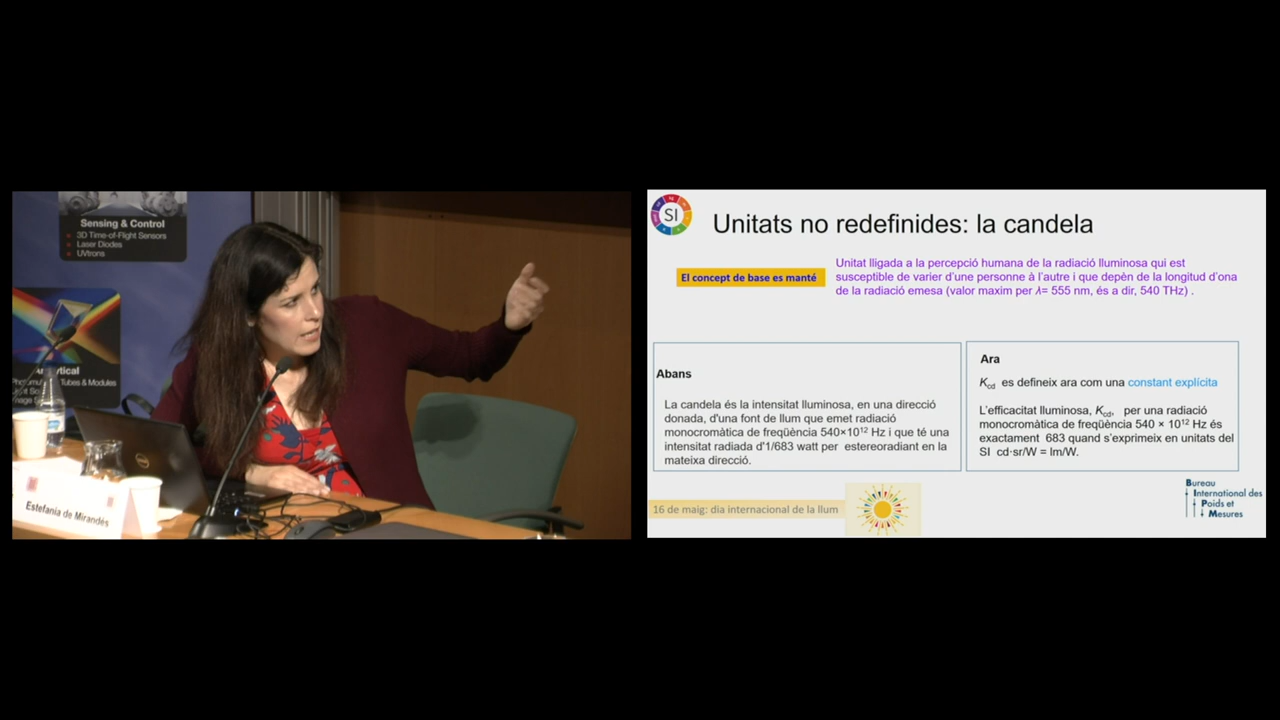 Sensing & Control
3D Time-of-Flight Sensors
Laser Diodes
UVtrons
Tubes & Modules
Estefania de Mirandés
SI
Unitats no redefinides: la candela
El concept de base es manté
Unitat lligada a la percepció humana de la radiació lluminosa qui est
susceptible de varier d'une personne à l'autre i que depèn de la longitud d'ona
de la radiació emesa (valor maxim per λ= 555 nm, és a dir, 540 THz) .
Abans
La candela és la intensitat lluminosa, en una direcció
donada, d'una font de llum que emet radiació
monocromàtica de freqüència 540×10¹² Hz i que té una
intensitat radiada d'1/683 watt per estereoradiant en la
mateixa direcció.
Ara
Kcd es defineix ara com una constant explícita
L'efficacitat lluminosa, Kcd, per una radiació
monocromàtica de freqüència 540 × 10¹² Hz és
exactament 683 quand s'exprimeix en unitats del
SI cd·sr/W = lm/W.
16 de maig: dia internacional de la llum
Bureau
International des
Poids et
Mesures